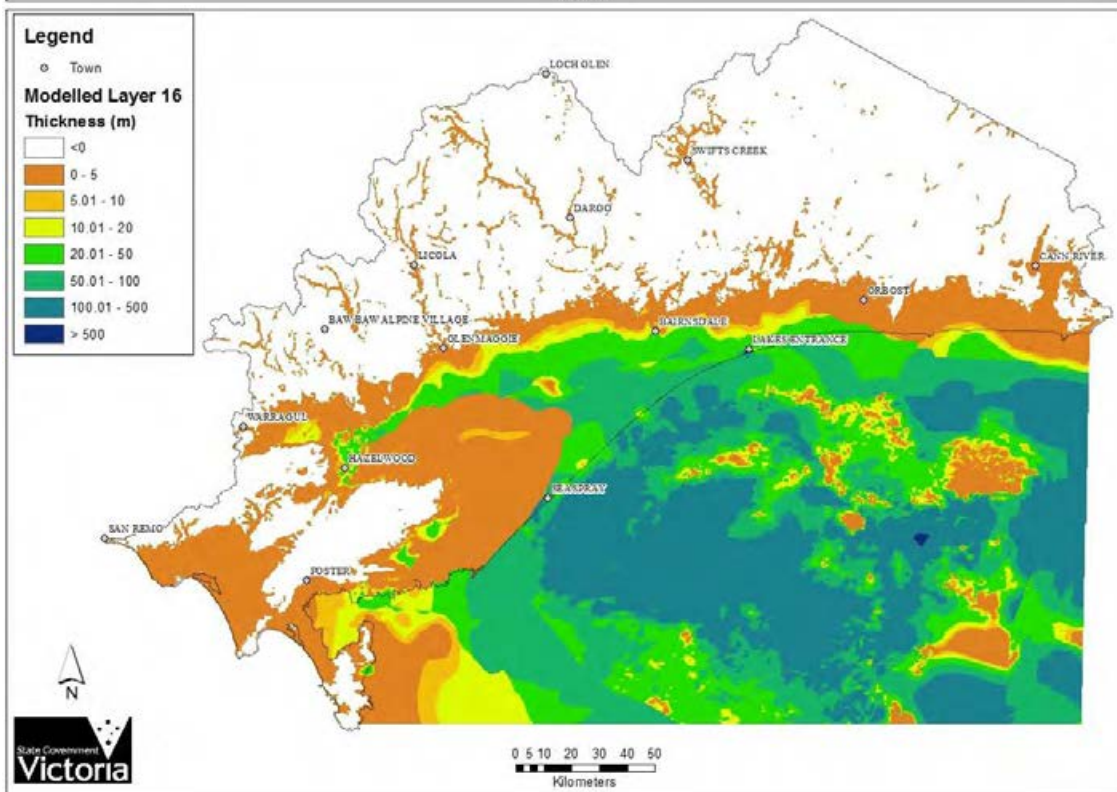 Legend
Town
Modelled Layer 16
Thickness (m)
<0
0 - 5
5.01 - 10
10.01 - 20
20.01 - 50
50.01 - 100
100.01 - 500
> 500
LOCH OLEN
SWIFTS CREEK
DARGO
LICOLA
CANN RIVER
ORBOST
BAW BAW ALPINE VILLAGE
BAIRNSDALE
GLENMAGGIE
LAKES ENTRANCE
WARRAGUL
HAZELWOOD
SEASPRAY
SAN REMO
FOSTER
N
State Government
Victoria
0 5 10 20 30 40 50
Kilometers